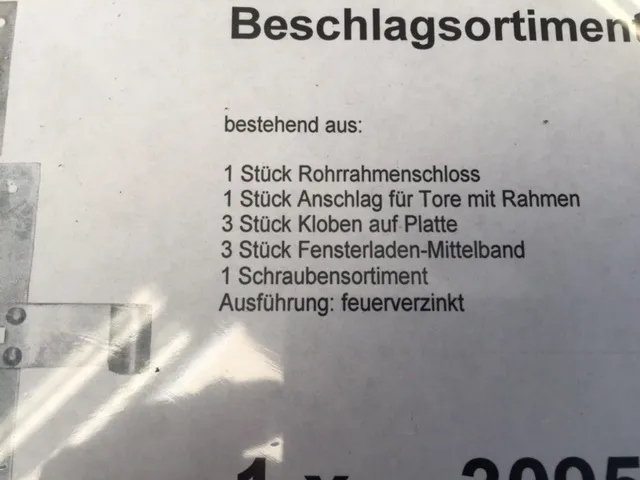 Beschlagsortiment
bestehend aus:
1 Stück Rohrrahmenschloss
1 Stück Anschlag für Tore mit Rahmen
3 Stück Kloben auf Platte
3 Stück Fensterladen-Mittelband
1 Schraubensortiment
Ausführung: feuerverzinkt
1 x